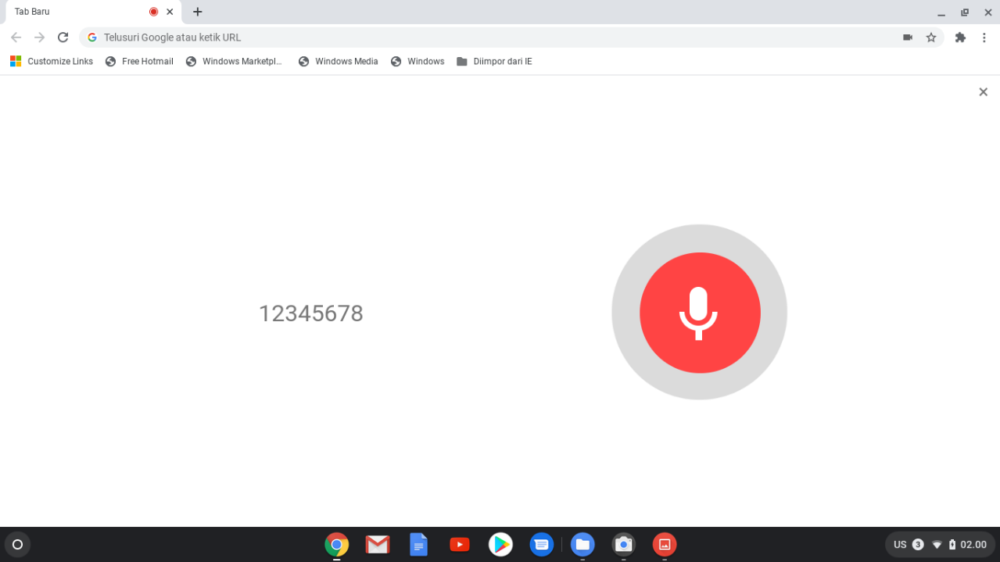 Tab Baru
Telusuri Google atau ketik URL
Customize Links Free Hotmail Windows Marketpl... Windows Media Windows Diimpor dari IE
12345678
US 3 02.00